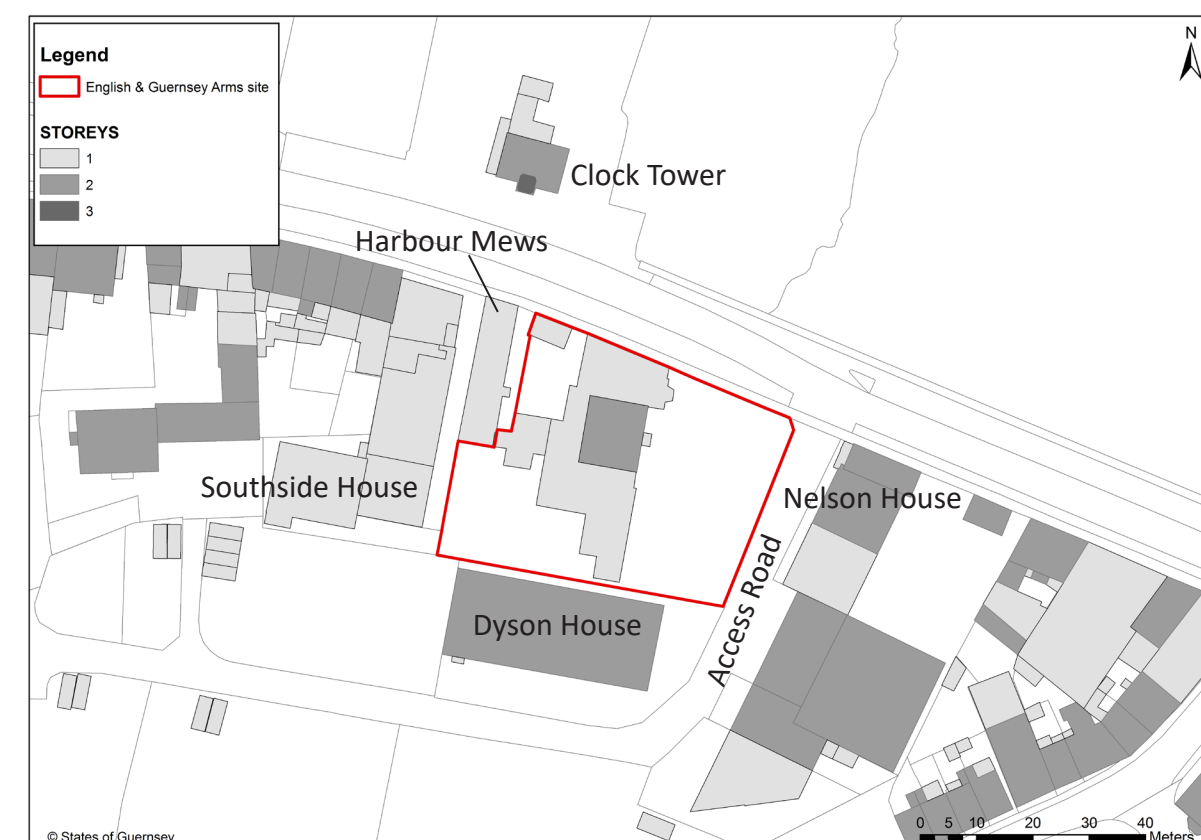 Legend
English & Guernsey Arms site
STOREYS
1
2
3
N
Clock Tower
Harbour Mews
Southside House
Nelson House
Dyson House
Access Road
0 5 10 20 30 40
Meters
© States of Guernsey